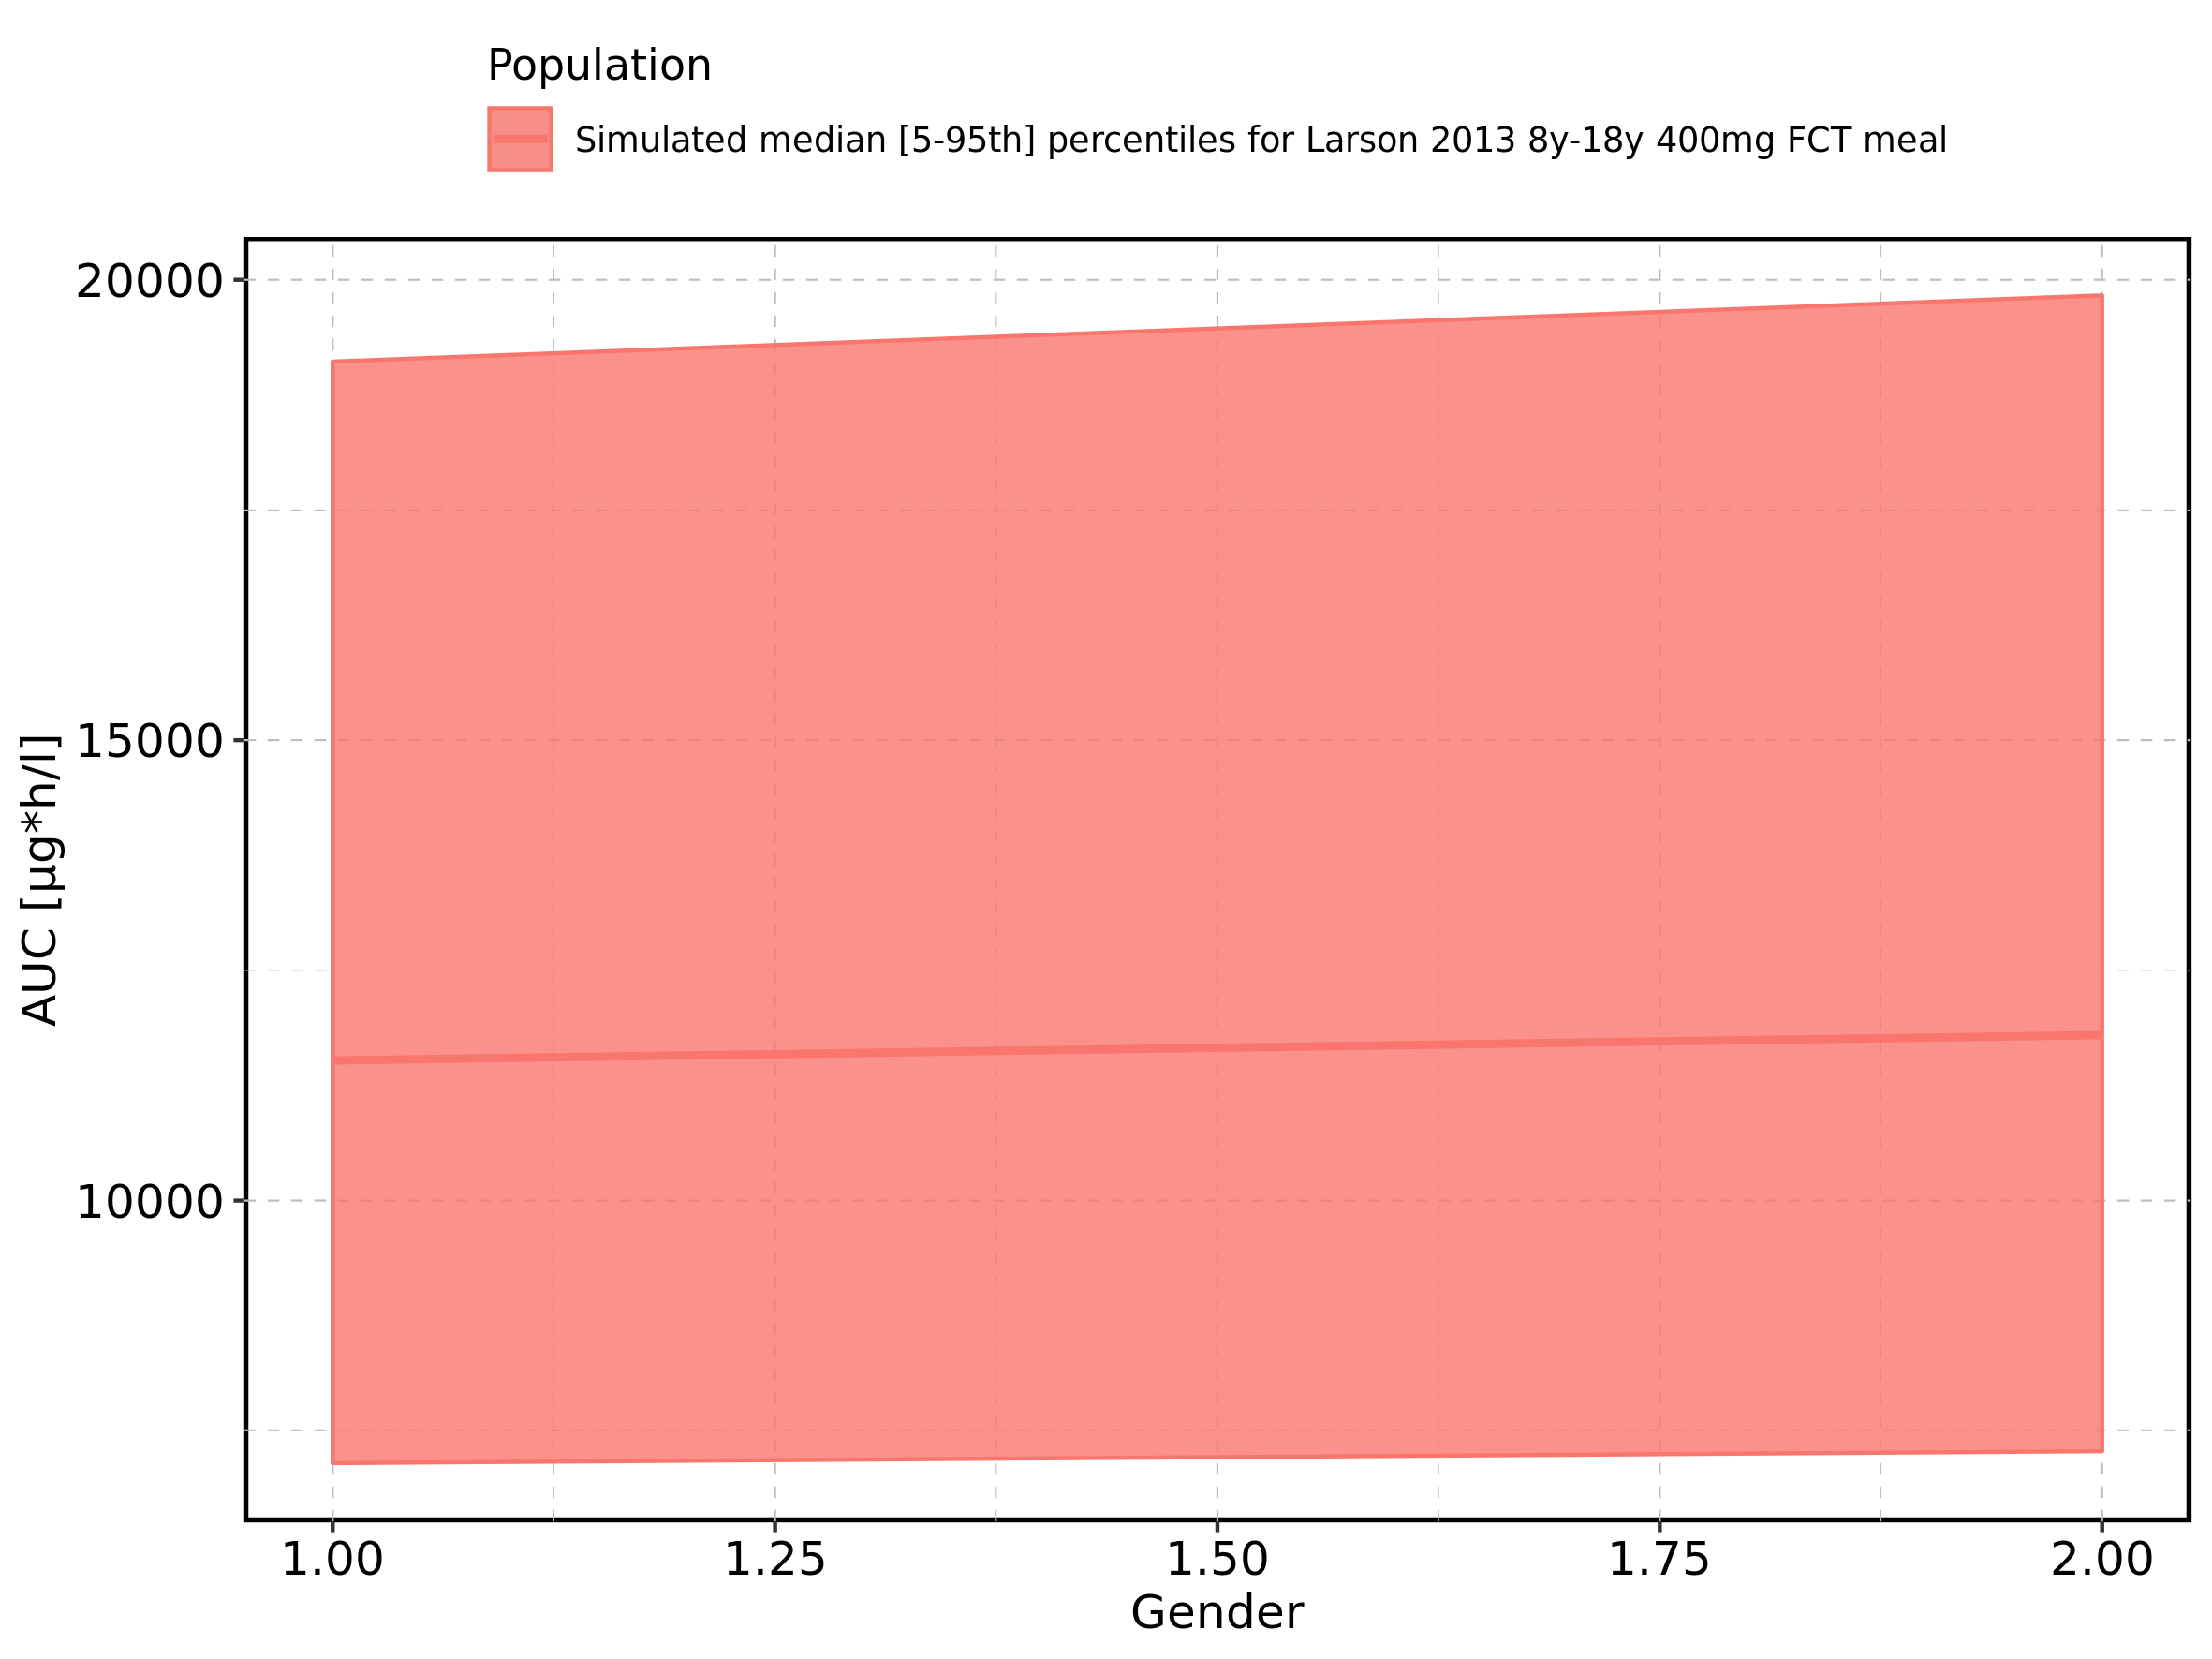 Population
Simulated median [5-95th] percentiles for Larson 2013 8y-18y 400mg FCT meal
20000
15000
10000
AUC [µg*h/l]
1.00 1.25 1.50 1.75 2.00
Gender